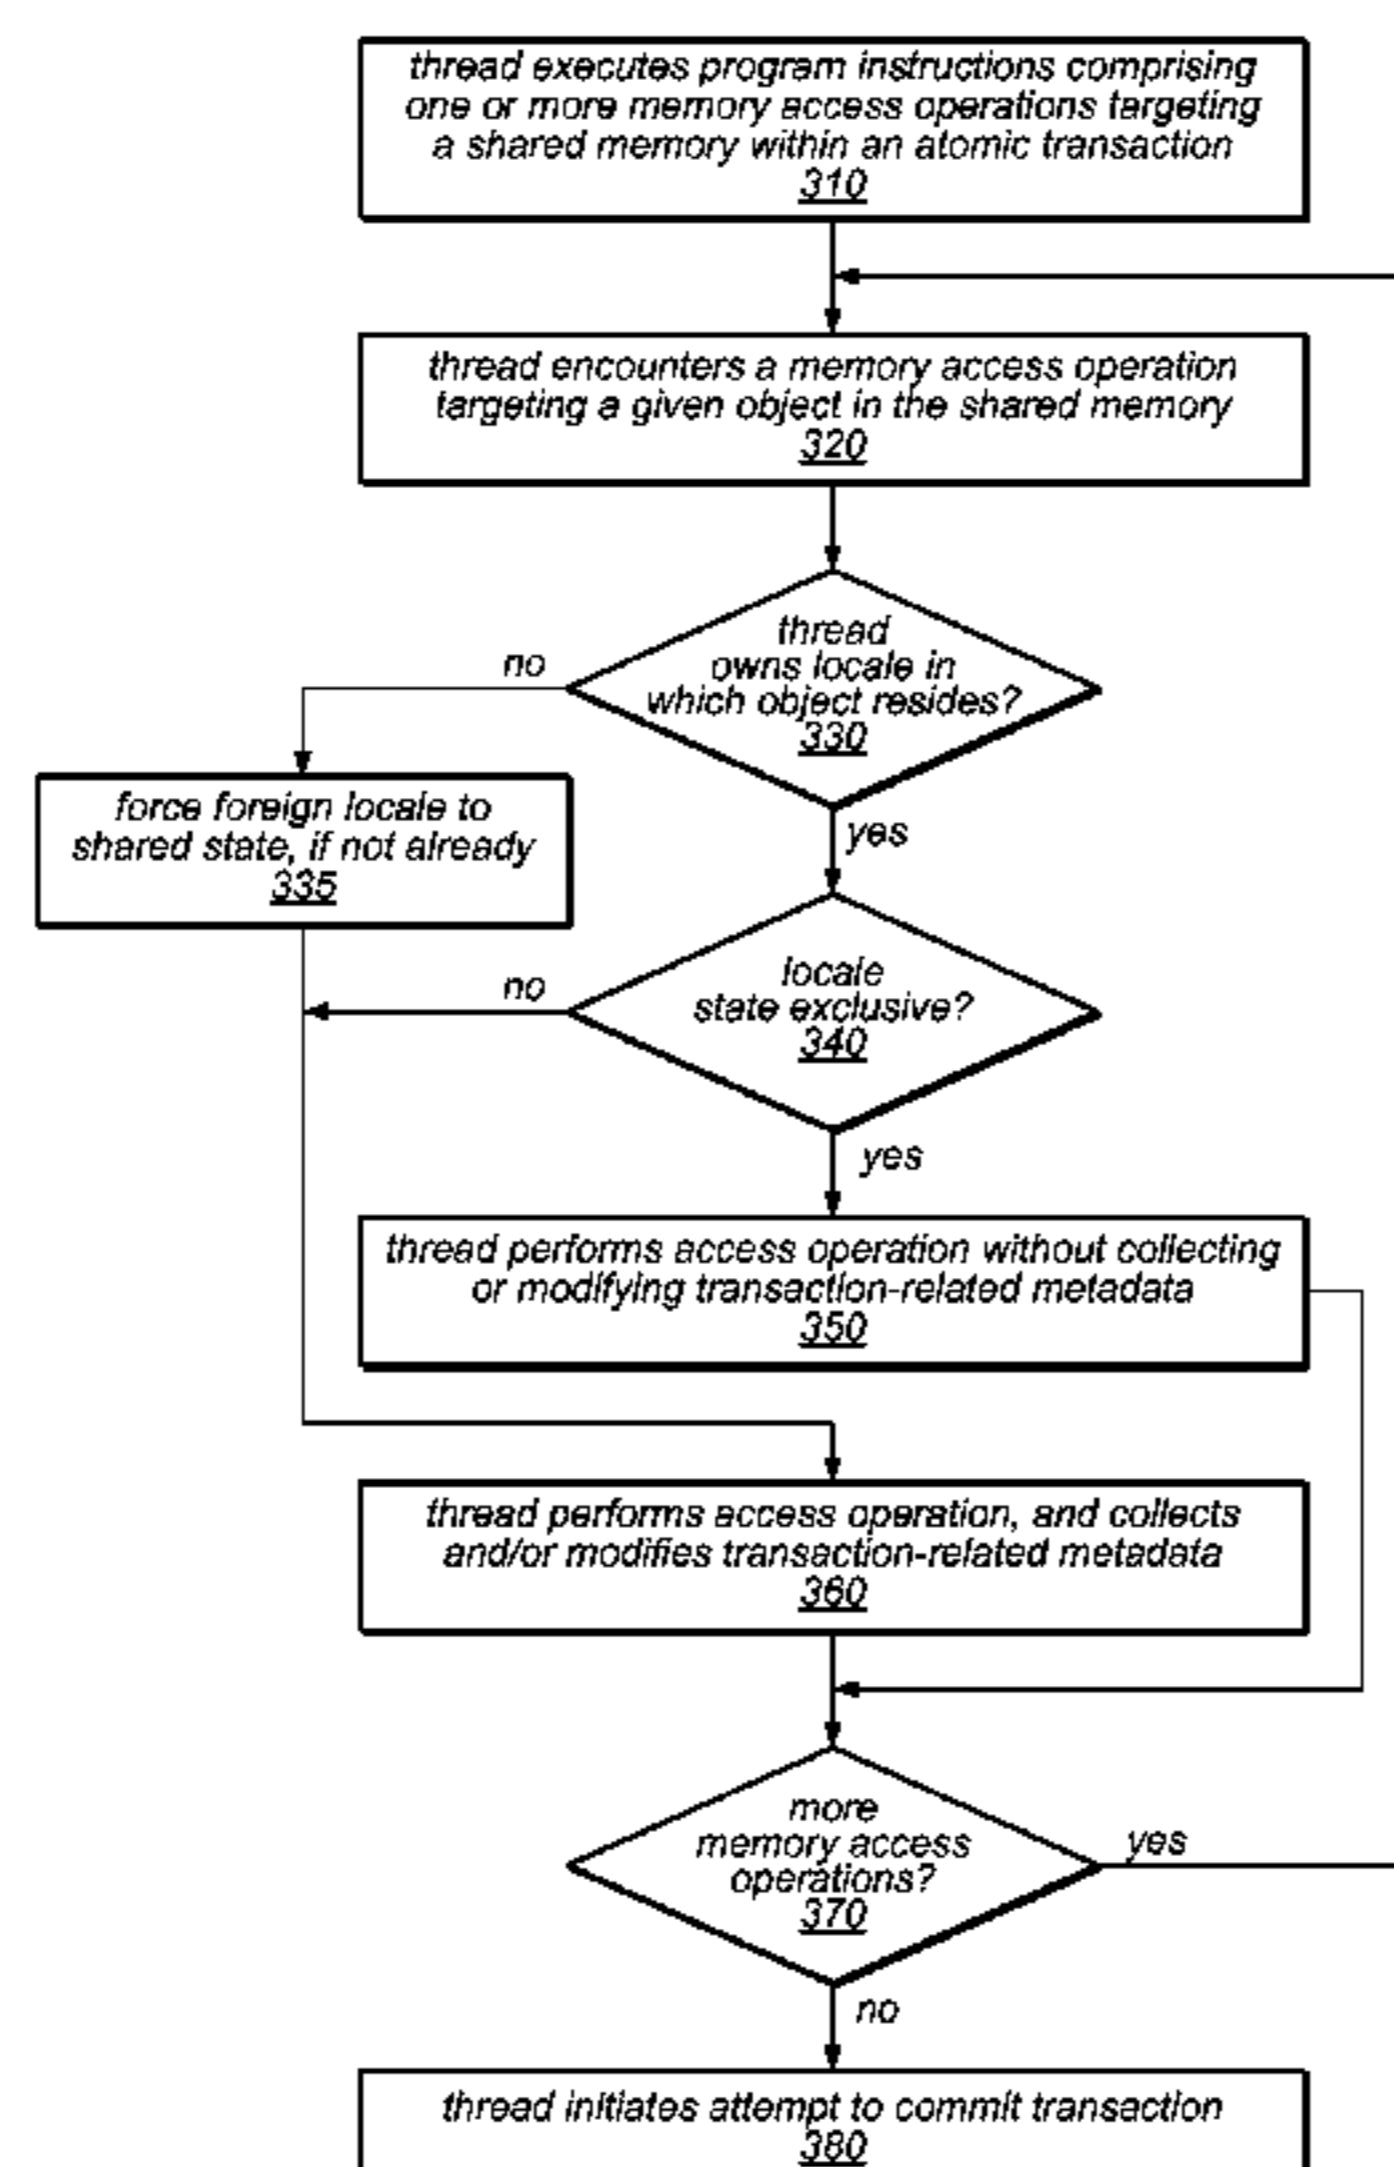 thread executes program instructions comprising
one or more memory access operations targeting
a shared memory within an atomic transaction
310
thread encounters a memory access operation
targeting a given object in the shared memory
320
thread
owns locale in
which object resides?
330
no
yes
force foreign locale to
shared state, if not already
335
locale
state exclusive?
340
no
yes
thread performs access operation without collecting
or modifying transaction-related metadata
350
thread performs access operation, and collects
and/or modifies transaction-related metadata
360
more
memory access
operations?
370
yes
no
thread initiates attempt to commit transaction
380